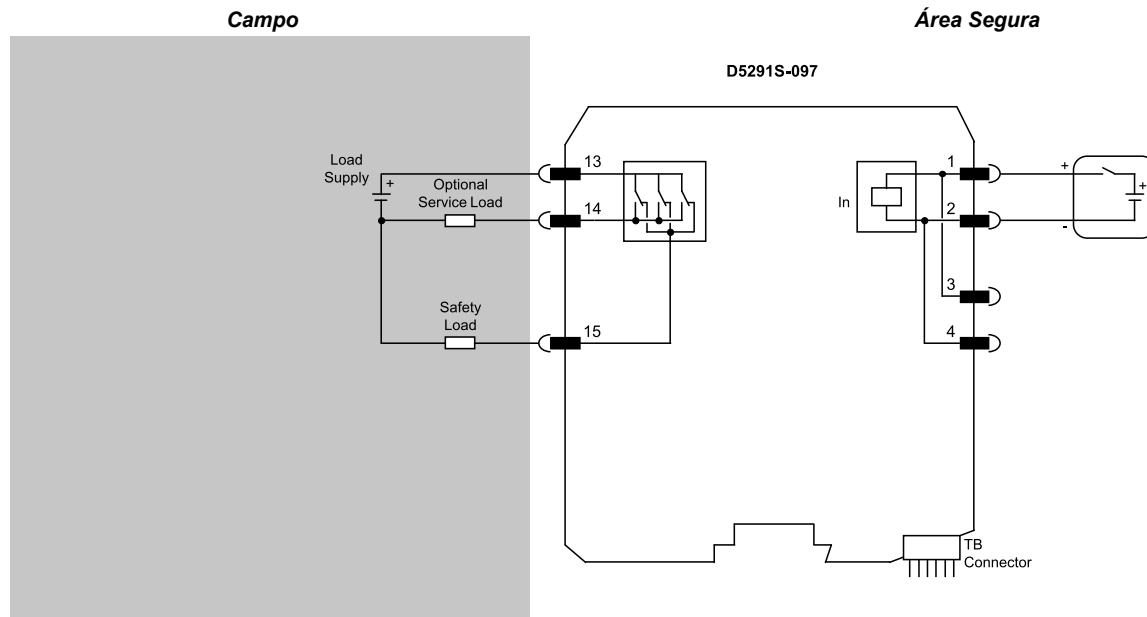 Campo
Área Segura
D5291S-097
Load
Supply
+
Optional
Service Load
Safety
Load
13
14
15
In
1
2
3
4
+
-
+
TB
Connector